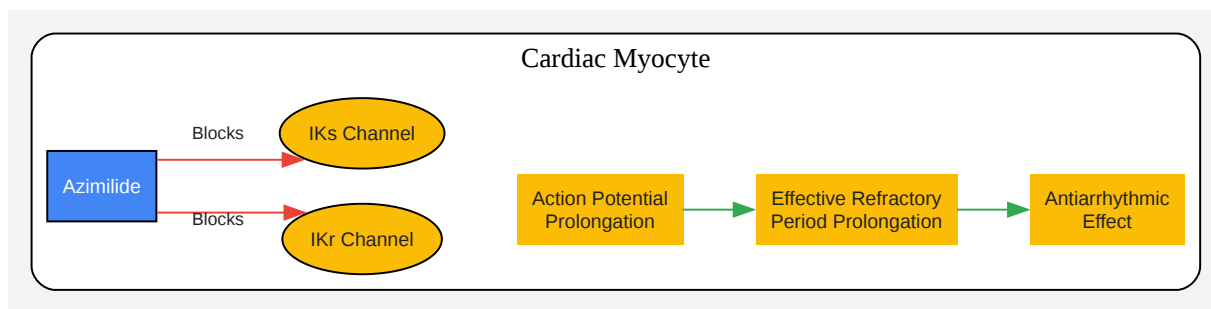 Cardiac Myocyte
Blocks
IKs Channel
Azimilide
Blocks
IKr Channel
Action Potential
Prolongation
Effective Refractory
Period Prolongation
Antiarrhythmic
Effect